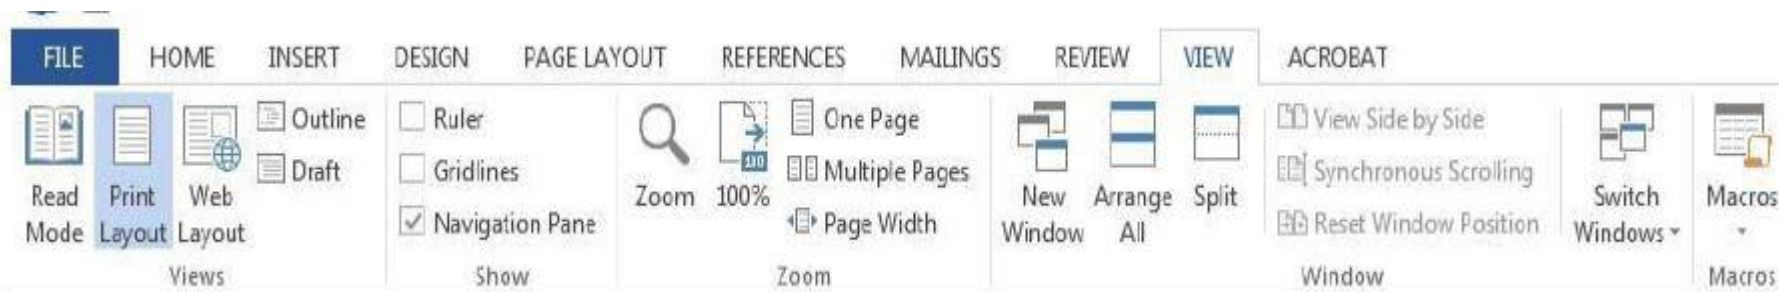 FILE HOME INSERT DESIGN PAGE LAYOUT REFERENCES MAILINGS REVIEW VIEW ACROBAT
Read Mode
Print Layout
Web Layout
Outline
Draft
Views
Ruler
Gridlines
Navigation Pane
Show
Zoom
100%
One Page
Multiple Pages
Page Width
Zoom
New Window
Arrange All
Split
View Side by Side
Synchronous Scrolling
Reset Window Position
Switch Windows
Window
Macros
Macros